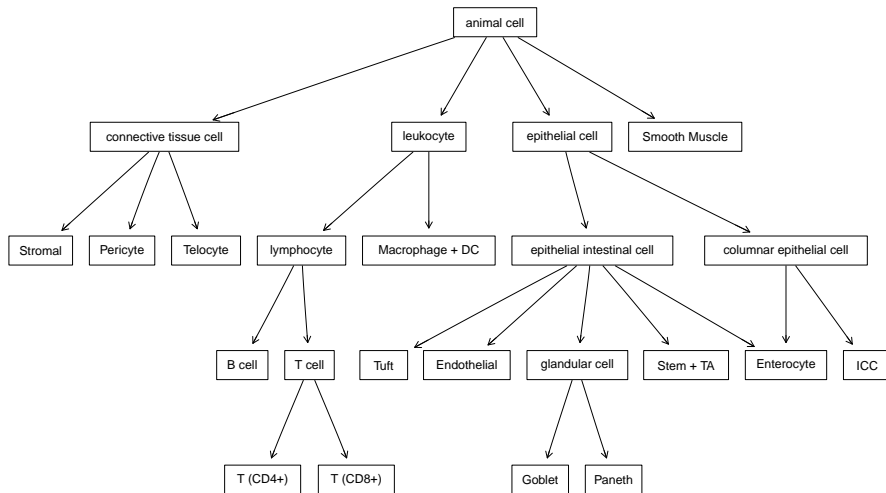 animal cell
connective tissue cell
leukocyte
epithelial cell
Smooth Muscle
Stromal
Pericyte
Telocyte
lymphocyte
Macrophage + DC
epithelial intestinal cell
columnar epithelial cell
B cell
T cell
Tuft
Endothelial
glandular cell
Stem + TA
Enterocyte
ICC
T (CD4+)
T (CD8+)
Goblet
Paneth